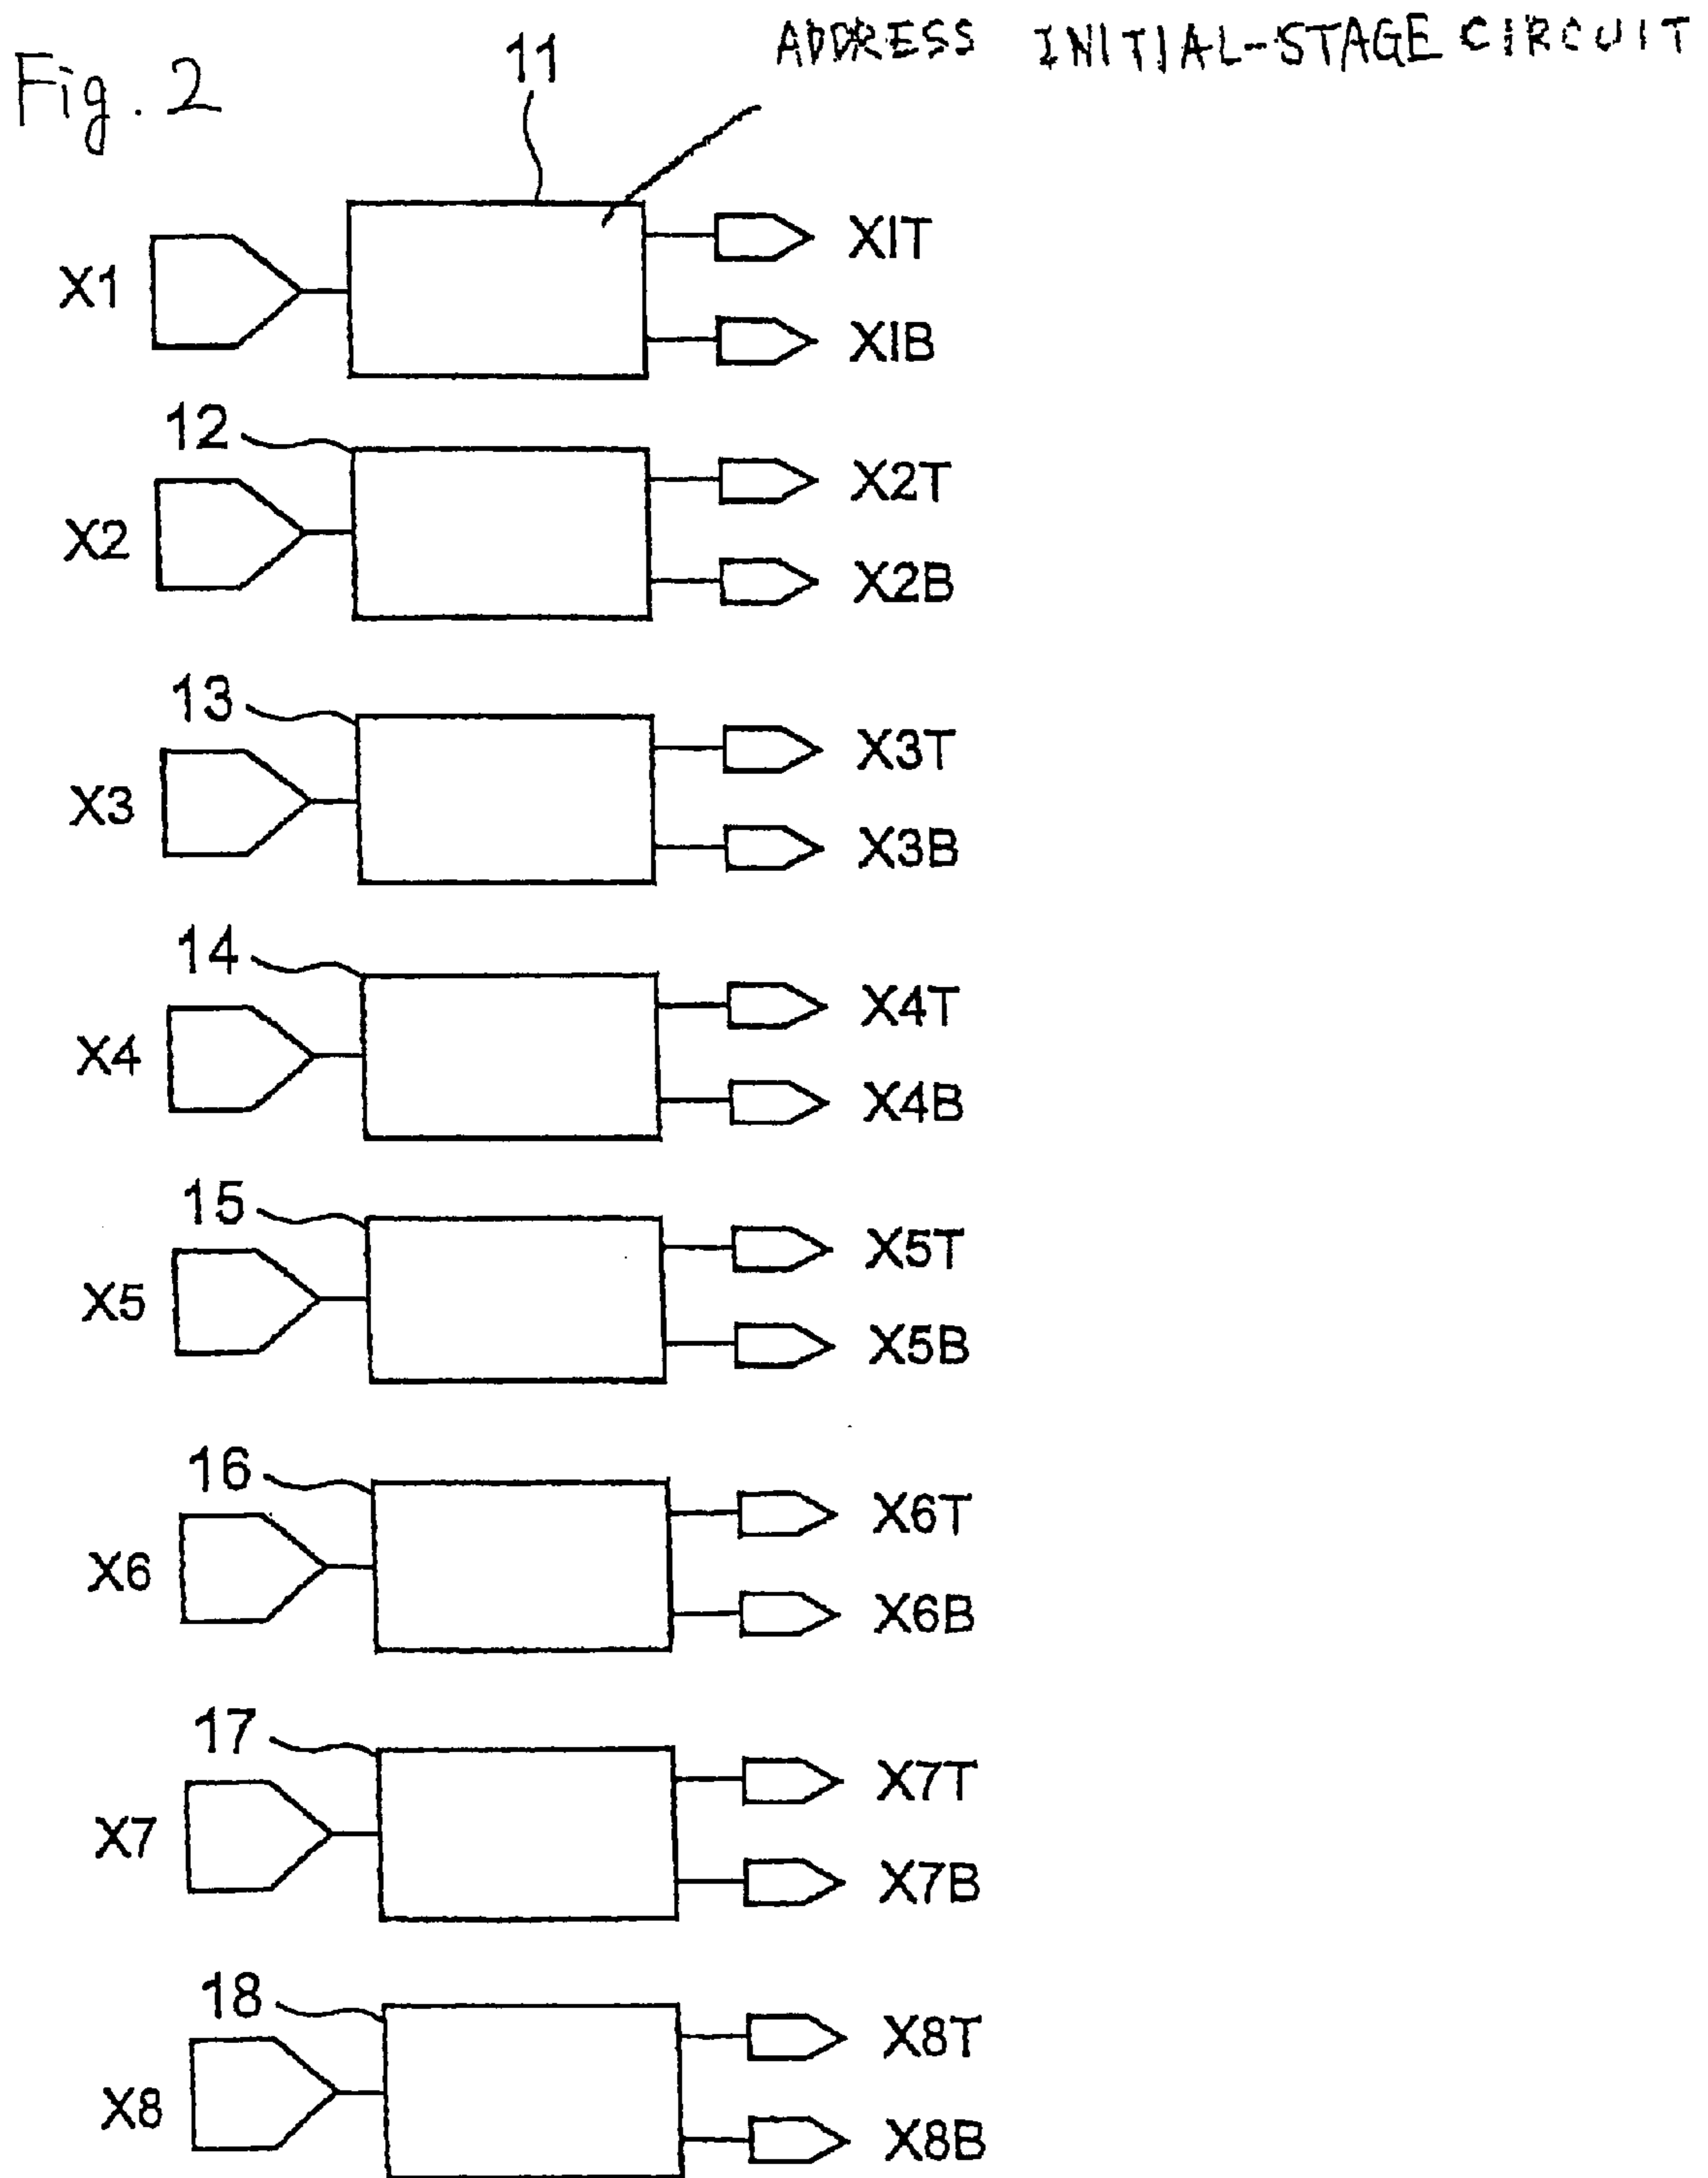 Fig. 2
11
ADDRESS INITIAL-STAGE CIRCUIT
X1
X1T
X1B
12
X2
X2T
X2B
13
X3
X3T
X3B
14
X4
X4T
X4B
15
X5
X5T
X5B
16
X6
X6T
X6B
17
X7
X7T
X7B
18
X8
X8T
X8B